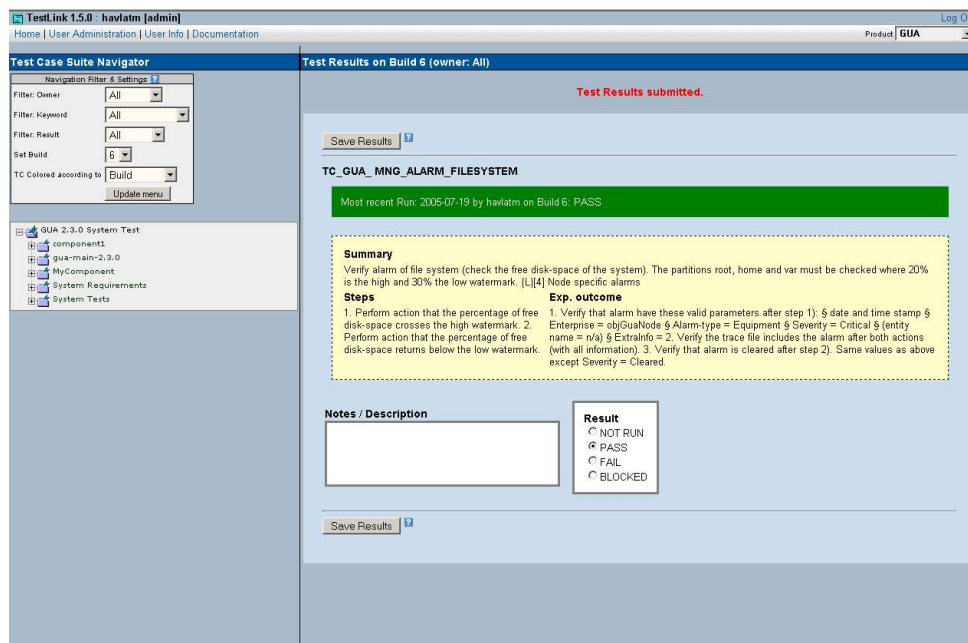 TestLink 1.5.0 : havlatm [admin]
Log O
Home | User Administration | User Info | Documentation
Product GUA
Test Case Suite Navigator
Navigation Filter & Settings ?
Filter: Owner All
Filter: Keyword All
Filter: Result All
Set Build 6
TC Colored according to Build
Update menu
GUA 2.3.0 System Test
component1
gua-main-2.3.0
MyComponent
System Requirements
System Tests
Test Results on Build 6 (owner: All)
Test Results submitted.
Save Results ?
TC_GUA_ MNG_ALARM_FILESYSTEM
Most recent Run: 2005-07-19 by havlatm on Build 6: PASS
Summary
Verify alarm of file system (check the free disk-space of the system). The partitions root, home and var must be checked where 20%
is the high and 30% the low watermark. (L)[4] Node specific alarms
Steps
1. Perform action that the percentage of free
disk-space crosses the high watermark. 2.
Perform action that the percentage of free
disk-space returns below the low watermark.
Exp. outcome
1. Verify that alarm have these valid parameters after step 1): § date and time stamp §
Enterprise = objGuaNode § Alarm-type = Equipment § Severity = Critical § (entity
name = n/a) § ExtraInfo = 2. Verify the trace file includes the alarm after both actions
(with all information). 3. Verify that alarm is cleared after step 2). Same values as above
except Severity = Cleared.
Notes / Description
Result
NOT RUN
PASS
FAIL
BLOCKED
Save Results ?